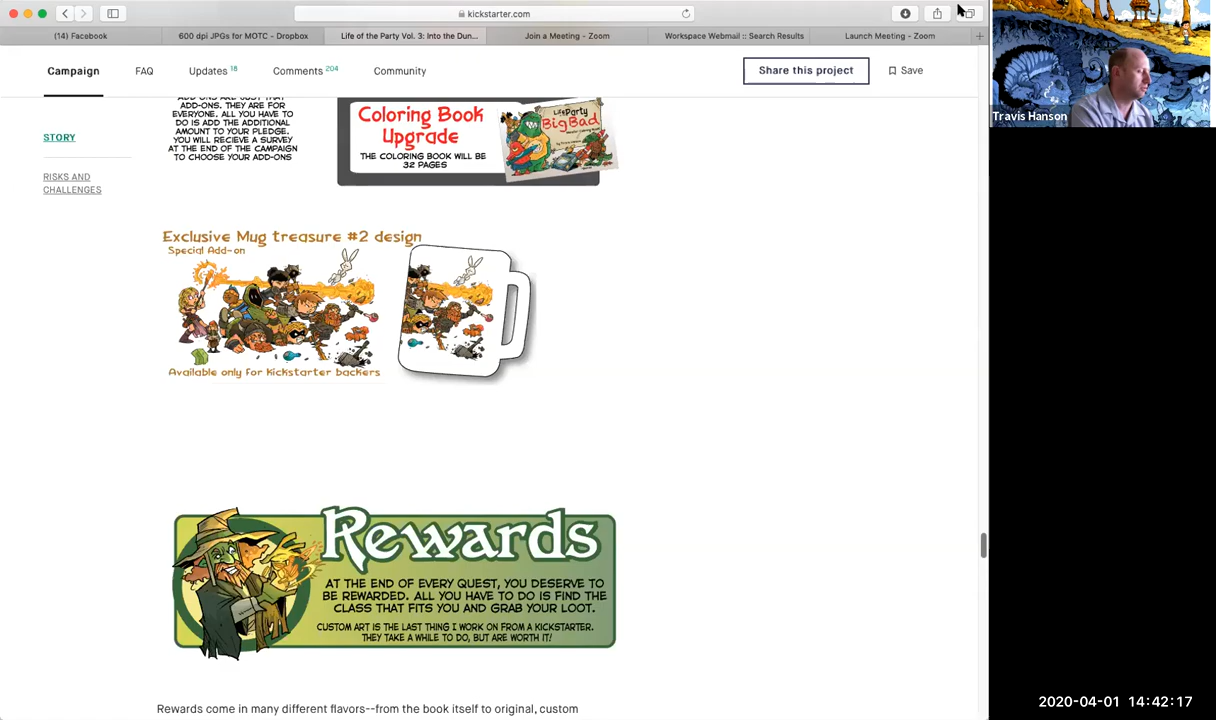 kickstarter.com
(14) Facebook
600 dpi JPGs for MOTC - Dropbox
Life of the Party Vol. 3: Into the Dun...
Join a Meeting - Zoom
Workspace Webmail :: Search Results
Launch Meeting - Zoom
Campaign
FAQ
Updates 18
Comments 204
Community
Share this project
Save
STORY
RISKS AND
CHALLENGES
ADD-ONS ARE JUST THAT
ADD-ONS. THEY ARE FOR
EVERYONE. ALL YOU HAVE
TO DO IS ADD THE ADDITIONAL
AMOUNT TO YOUR PLEDGE.
YOU WILL RECIEVE A SURVEY
AT THE END OF THE CAMPAIGN
TO CHOOSE YOUR ADD-ONS
Coloring Book
Upgrade
THE COLORING BOOK WILL BE
32 PAGES
Life Party
Big Bad
Exclusive Mug treasure #2 design
Special Add-on
Available only for Kickstarter backers
Rewards
AT THE END OF EVERY QUEST, YOU DESERVE TO
BE REWARDED. ALL YOU HAVE TO DO IS FIND THE
CLASS THAT FITS YOU AND GRAB YOUR LOOT.
CUSTOM ART IS THE LAST THING I WORK ON FROM A KICKSTARTER.
THEY TAKE A WHILE TO DO, BUT ARE WORTH IT!
Rewards come in many different flavors--from the book itself to original, custom
Travis Hanson
2020-04-01 14:42:17